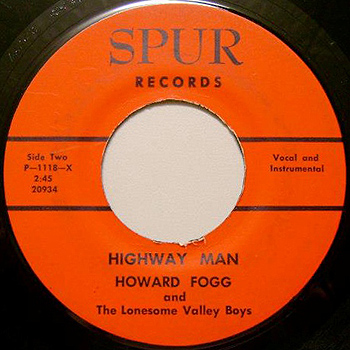 SPUR
RECORDS
Side Two
P—1118—X
2:45
20934
Vocal and
Instrumental
HIGHWAY MAN
HOWARD FOGG
and
The Lonesome Valley Boys